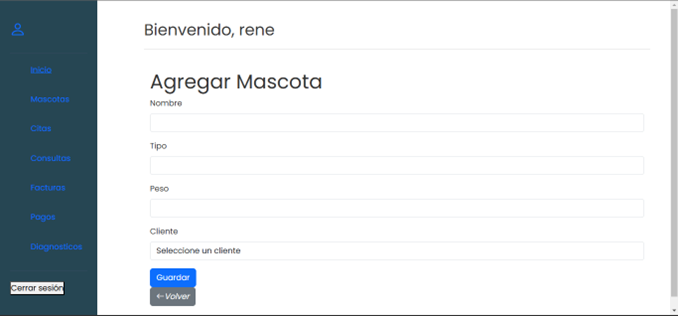 Bienvenido, rene
Inicio
Mascotas
Citas
Consultas
Facturas
Pagos
Diagnosticos
Cerrar sesión
Agregar Mascota
Nombre
Tipo
Peso
Cliente
Seleccione un cliente
Guardar
← Volver